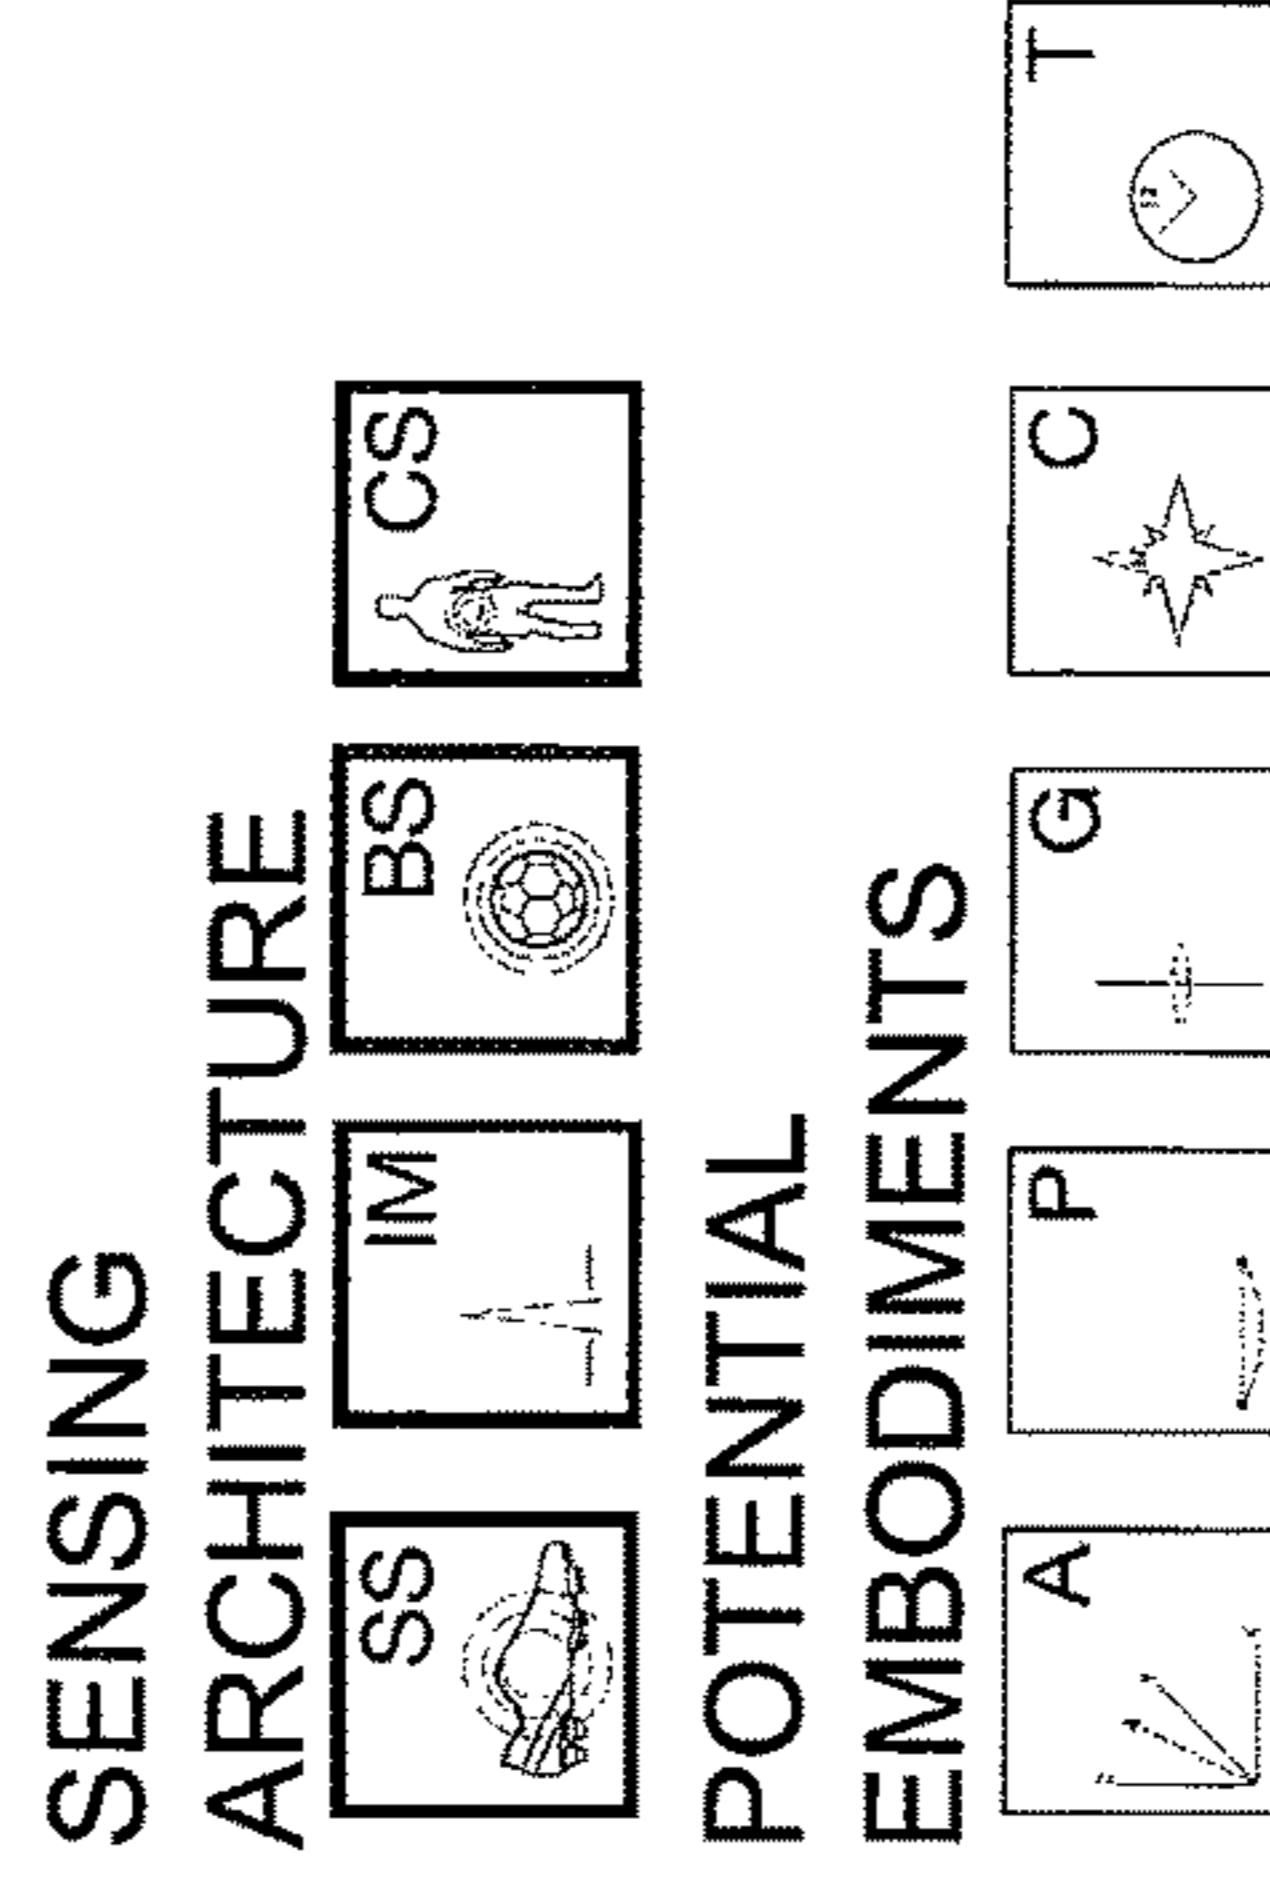 SENSING
ARCHITECTURE
SS IM BS CS
POTENTIAL
EMBODIMENTS
A P G C T